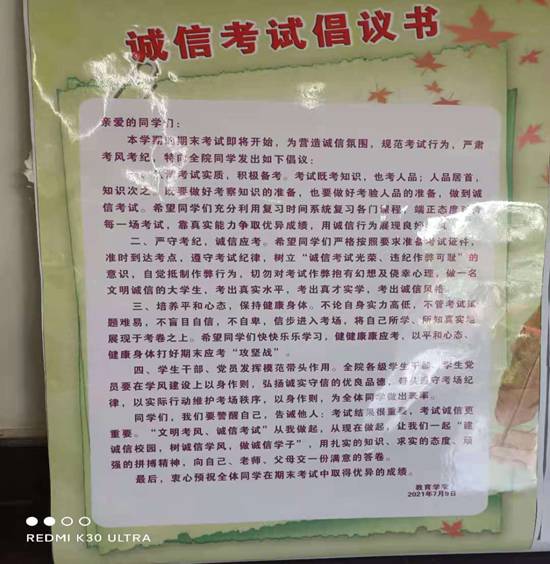 诚信考试倡议书
亲爱的同学们：
本学期的期末考试即将开始，为营造诚信氛围，规范考试行为，严肃
考风考纪，特向全院同学发出如下倡议：
考试实质，积极备考。考试既考知识，也考人品；人品居首，
知识次之。既要做好考察知识的准备，也要做好考验人品的准备，做到诚
信考试。希望同学们充分利用复习时间系统复习各门课程，端正态度
每一场考试，靠真实能力争取优异成绩，用诚信行为展现良好
二、严守考纪，诚信应考。希望同学们严格按照要求准备考试证件，
准时到达考点，遵守考试纪律，树立“诚信考试光荣、违纪作弊可耻”的
意识，自觉抵制作弊行为，切勿对考试作弊抱有幻想及侥幸心理，做一名
文明诚信的大学生，考出真实水平，考出真才实学，考出诚信风格。
三、培养平和心态，保持健康身体。不论自身实力高低，不管考试
题难易，不盲目自信，不自卑，信步进入考场，将自己所学、所知真实地
展现于考卷之上。希望同学们快快乐乐学习，健健康康应考，以平和心态、
健康身体打好期末应考“攻坚战”。
四、学生干部、党员发挥模范带头作用。全院各级学生干部、学生党
员要在学风建设上以身作则，弘扬诚实守信的优良品德，带头遵守考场纪
律，以实际行动维护考场秩序，以身作则，为全体同学做出表率。
同学们，我们要警醒自己，告诫他人：考试结果很重要，考试诚信更
重要。“文明考风、诚信考试”从我做起，从现在做起，让我们一起“建
诚信校园，树诚信学风，做诚信学子”，用扎实的知识、求实的态度、顽
强的拼搏精神，向自己、老师、父母交一份满意的答卷。
最后，衷心预祝全体同学在期末考试中取得优异的成绩。
教育学学
2021年7月9日
REDMI K30 ULTRA